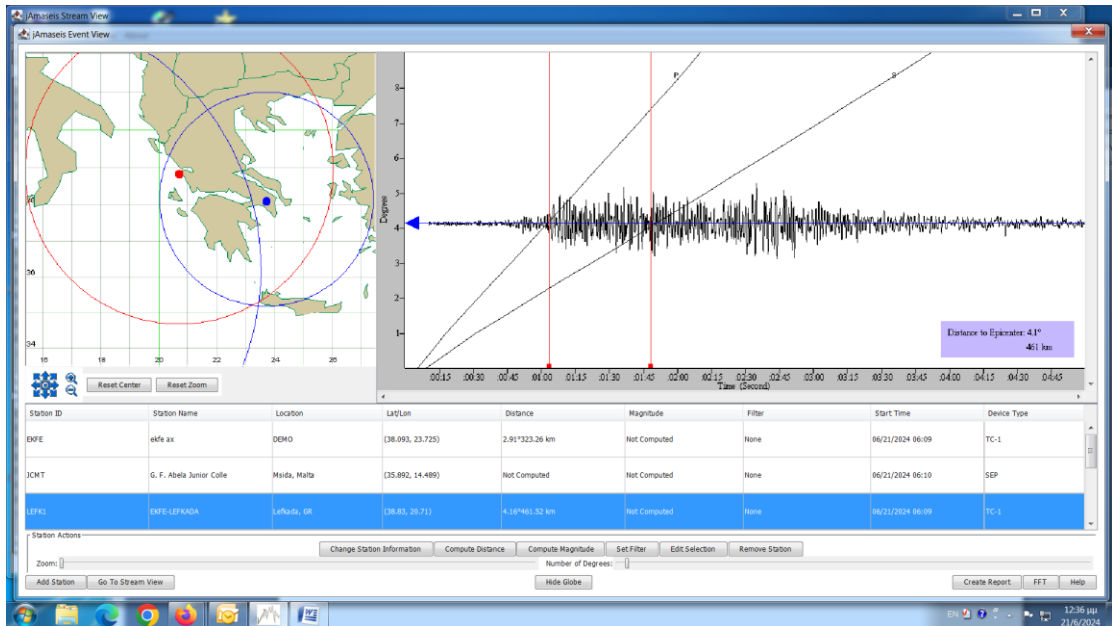 jAmaseis Stream View
jAmaseis Event View
36
34
16 18 20 22 24 26
Reset Center Reset Zoom
Degrees
8-
7-
6-
5-
4-
3-
2-
1-
P
S
Distance to Epicenter: 4.1°
461 km
:00:15 :00:30 :00:45 :01:00 :01:15 :01:30 :01:45 :02:00 :02:15 :02:30 :02:45 :03:00 :03:15 :03:30 :03:45 :04:00 :04:15 :04:30 :04:45
Time (Second)
Station ID Station Name Location Lat/Lon Distance Magnitude Filter Start Time Device Type
EKFE ekfe ax DEMO (38.093, 23.725) 2.91°323.26 km Not Computed None 06/21/2024 06:09 TC-1
JCMT G. F. Abela Junior Colle Msida, Malta (35.892, 14.489) Not Computed Not Computed None 06/21/2024 06:10 SEP
LEFK1 EKFE-LEFKADA Lefkada, GR (38.83, 20.71) 4.16°461.52 km Not Computed None 06/21/2024 06:09 TC-1
Station Actions
Change Station Information Compute Distance Compute Magnitude Set Filter Edit Selection Remove Station
Zoom: Number of Degrees:
Add Station Go To Stream View Hide Globe Create Report FFT Help
EN 12:36 μμ
21/6/2024